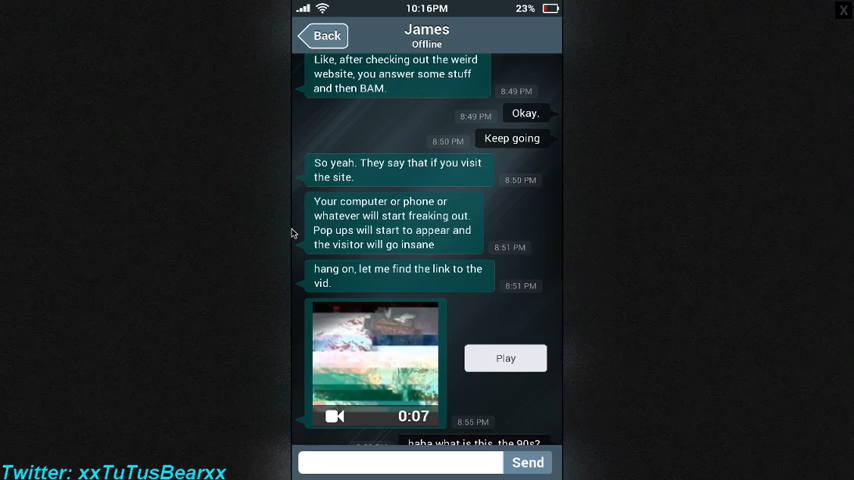 10:16PM
23%
X
Back
James
Offline
Like, after checking out the weird
website, you answer some stuff
and then BAM.
8:49 PM
Okay.
8:49 PM
Keep going
8:50 PM
So yeah. They say that if you visit
the site.
8:50 PM
Your computer or phone or
whatever will start freaking out.
Pop ups will start to appear and
the visitor will go insane
8:51 PM
hang on, let me find the link to the
vid.
8:51 PM
Play
0:07
8:55 PM
haha what is this, the 90s?
Send
Twitter: xxTuTusBearxx